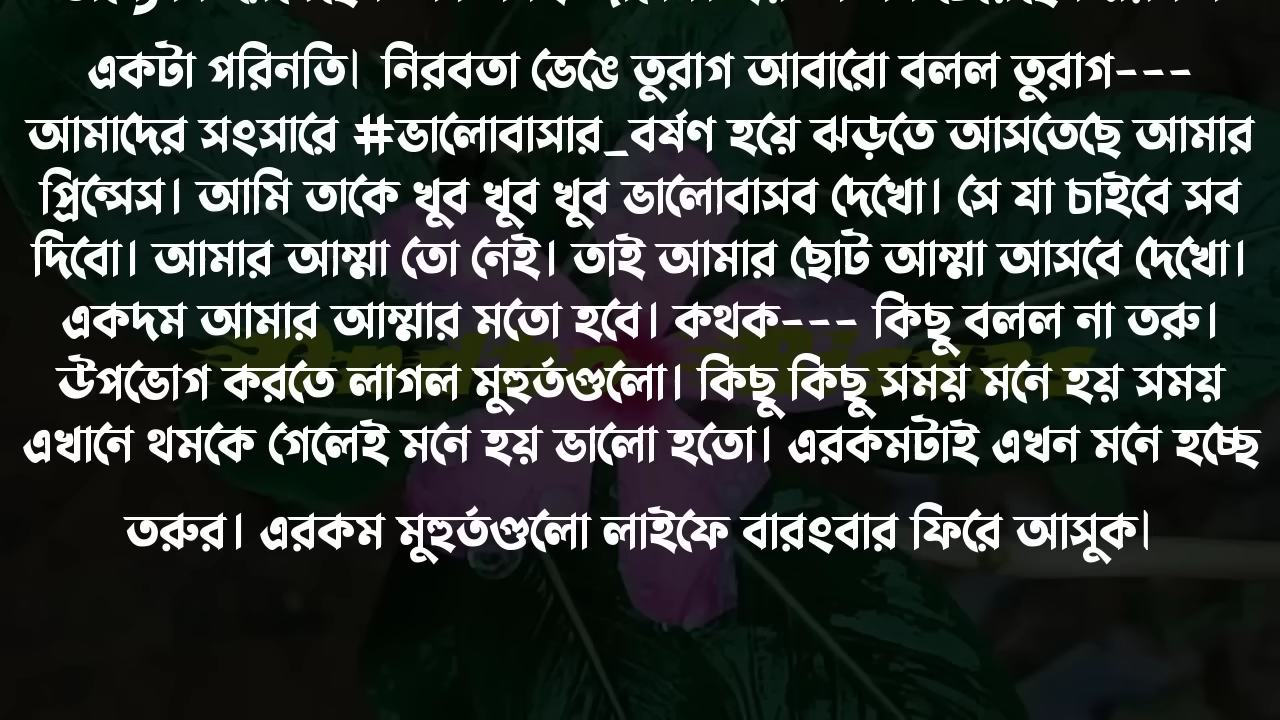 একটা পরিনতি। নিরবতা ভেঙে তুরাগ আবারো বলল তুরাগ---
আমাদের সংসারে #ভালোবাসার_বর্ষণ হয়ে ঝড়তে আসতেছে আমার
প্রিন্সেস। আমি তাকে খুব খুব খুব ভালোবাসব দেখো। সে যা চাইবে সব
দিবো। আমার আম্মা তো নেই। তাই আমার ছোট আম্মা আসবে দেখো।
একদম আমার আম্মার মতো হবে। কথক--- কিছু বলল না তরু।
উপভোগ করতে লাগল মুহুর্তগুলো। কিছু কিছু সময় মনে হয় সময়
এখানে থমকে গেলেই মনে হয় ভালো হতো। এরকমটাই এখন মনে হচ্ছে
তরুর। এরকম মুহুর্তগুলো লাইফে বারংবার ফিরে আসুক।